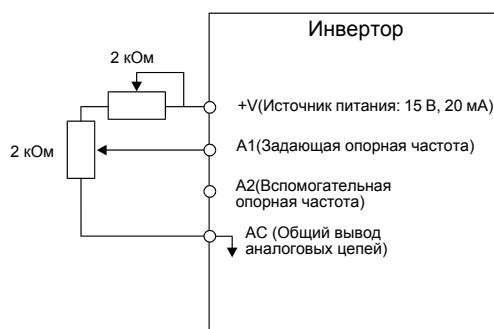 Инвертор
2 кОм
+V(Источник питания: 15 В, 20 мА)
2 кОм
A1(Задающая опорная частота)
A2(Вспомогательная
опорная частота)
AC (Общий вывод
аналоговых цепей)